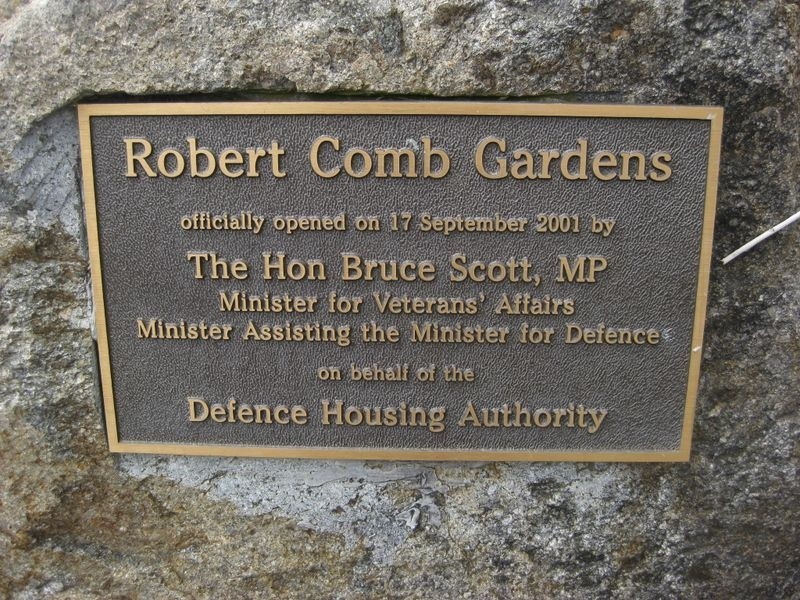 Robert Comb Gardens
officially opened on 17 September 2001 by
The Hon Bruce Scott, MP
Minister for Veterans' Affairs
Minister Assisting the Minister for Defence
on behalf of the
Defence Housing Authority